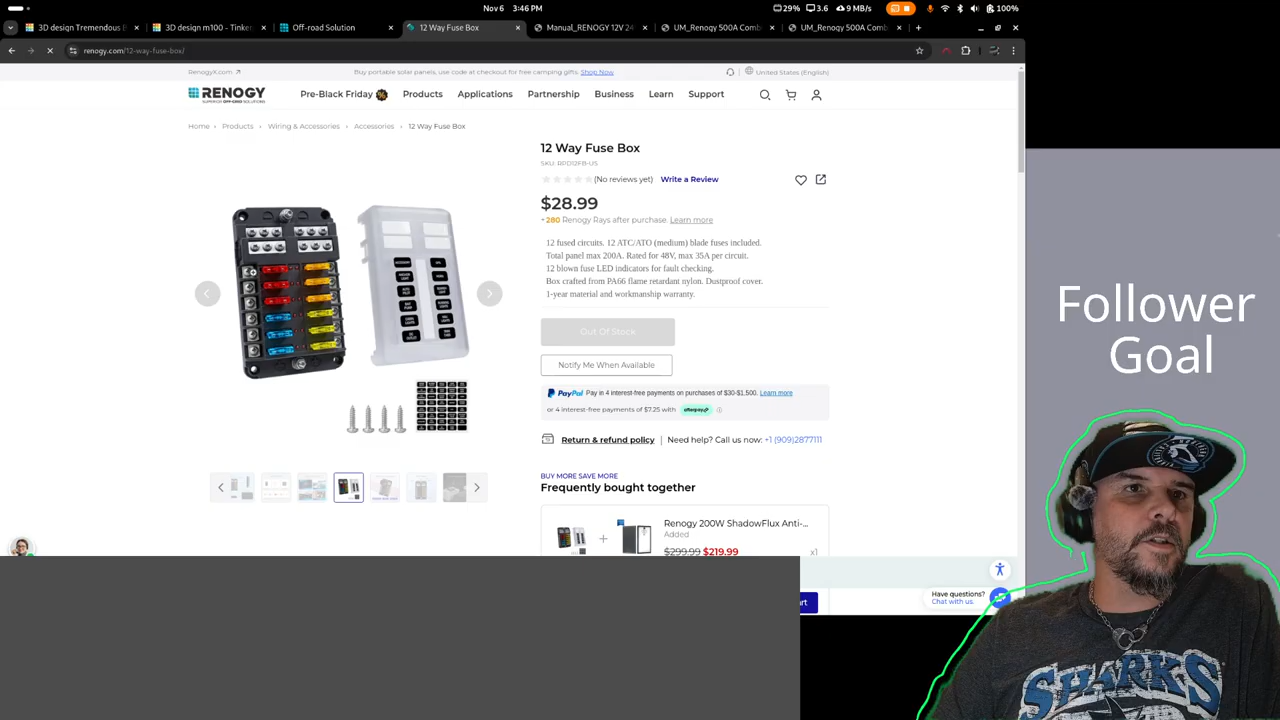 Nov 6 3:46 PM
29% 3.6 9 MB/s 100%
3D design Tremendous B
3D design m100 - Tinker
Off-road Solution
12 Way Fuse Box
Manual_RENOGY 12V 24
UM_Renogy 500A Comb
UM_Renogy 500A Comb
renogy.com/12-way-fuse-box/
RenogyX.com
Buy portable solar panels, use code at checkout for free camping gifts. Shop Now
United States (English)
RENOGY
SUPERIOR OFF-GRID SOLUTIONS
Pre-Black Friday Products Applications Partnership Business Learn Support
Home › Products › Wiring & Accessories › Accessories › 12 Way Fuse Box
12 Way Fuse Box
SKU: RPD12FB-US
(No reviews yet) Write a Review
$28.99
+280 Renogy Rays after purchase. Learn more
12 fused circuits. 12 ATC/ATO (medium) blade fuses included.
Total panel max 200A. Rated for 48V, max 35A per circuit.
12 blown fuse LED indicators for fault checking.
Box crafted from PA66 flame retardant nylon. Dustproof cover.
1-year material and workmanship warranty.
Out Of Stock
Notify Me When Available
PayPal Pay in 4 interest-free payments on purchases of $30-$1,500. Learn more
or 4 interest-free payments of $7.25 with afterpay
Return & refund policy | Need help? Call us now: +1 (909)2877111
BUY MORE SAVE MORE
Frequently bought together
Renogy 200W ShadowFlux Anti-...
Added
$299.99 $219.99 x1
Have questions?
Chat with us.
Follower
Goal
SHARKS